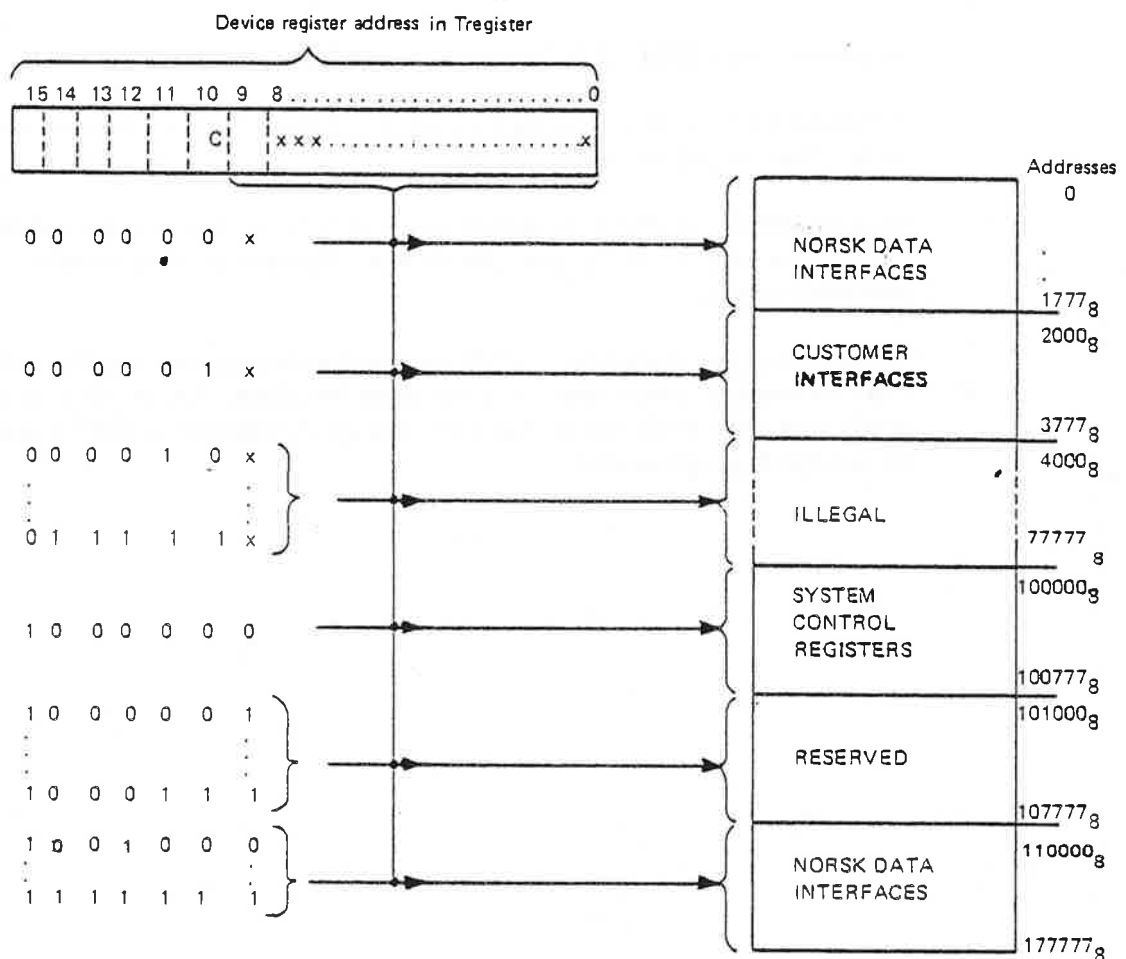 Device register address in Tregister
15 14 13 12 11 10 9 8......................0
C x x x ......................x
Addresses
0
0 0 0 0 0 0 x
NORSK DATA
INTERFACES
1777₈
2000₈
0 0 0 0 0 1 x
CUSTOMER
INTERFACES
3777₈
0 0 0 0 1 0 x
4000₈
ILLEGAL
0 1 1 1 1 1 x
77777₈
100000₈
SYSTEM
CONTROL
REGISTERS
1 0 0 0 0 0 0
100777₈
1 0 0 0 0 0 1
101000₈
RESERVED
1 0 0 0 1 1 1
107777₈
1 0 0 1 0 0 0
110000₈
NORSK DATA
INTERFACES
1 1 1 1 1 1 1
177777₈